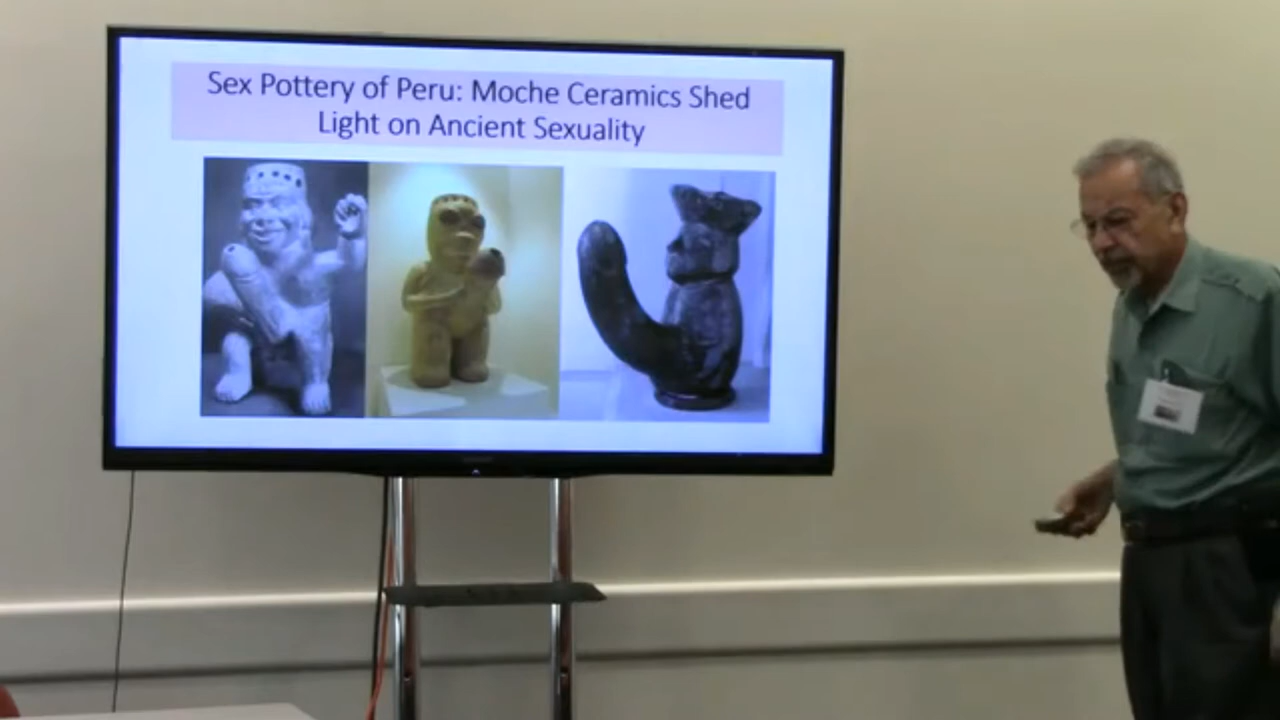 Sex Pottery of Peru: Moche Ceramics Shed
Light on Ancient Sexuality